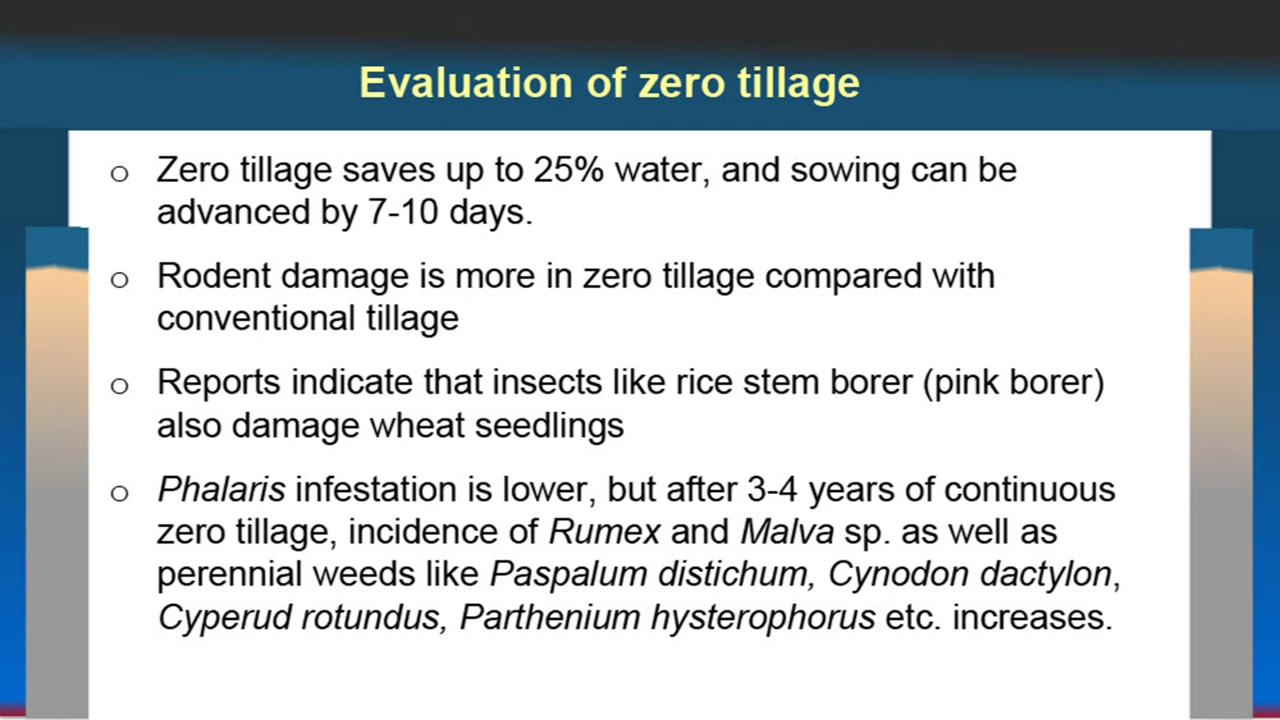 Evaluation of zero tillage
o Zero tillage saves up to 25% water, and sowing can be
advanced by 7-10 days.
o Rodent damage is more in zero tillage compared with
conventional tillage
o Reports indicate that insects like rice stem borer (pink borer)
also damage wheat seedlings
o Phalaris infestation is lower, but after 3-4 years of continuous
zero tillage, incidence of Rumex and Malva sp. as well as
perennial weeds like Paspalum distichum, Cynodon dactylon,
Cyperud rotundus, Parthenium hysterophorus etc. increases.